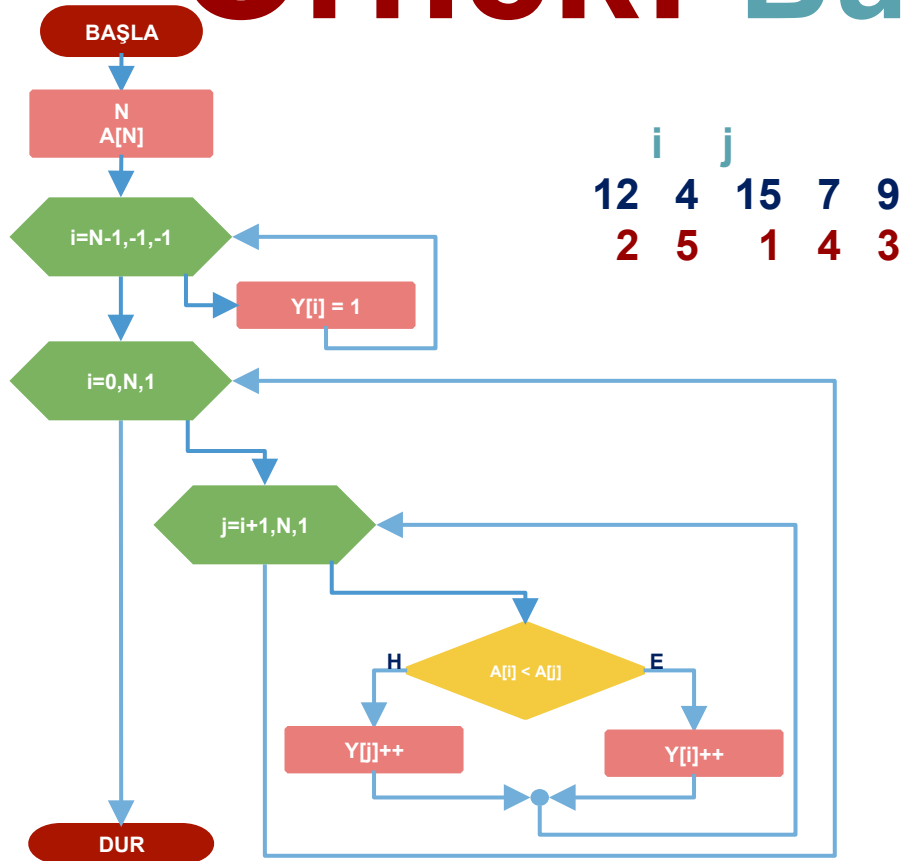 BAŞLA
N
A[N]
i=N-1,-1,-1
Y[i] = 1
i=0,N,1
j=i+1,N,1
A[i] < A[j]
H
E
Y[j]++
Y[i]++
DUR
i j
12 4 15 7 9
2 5 1 4 3